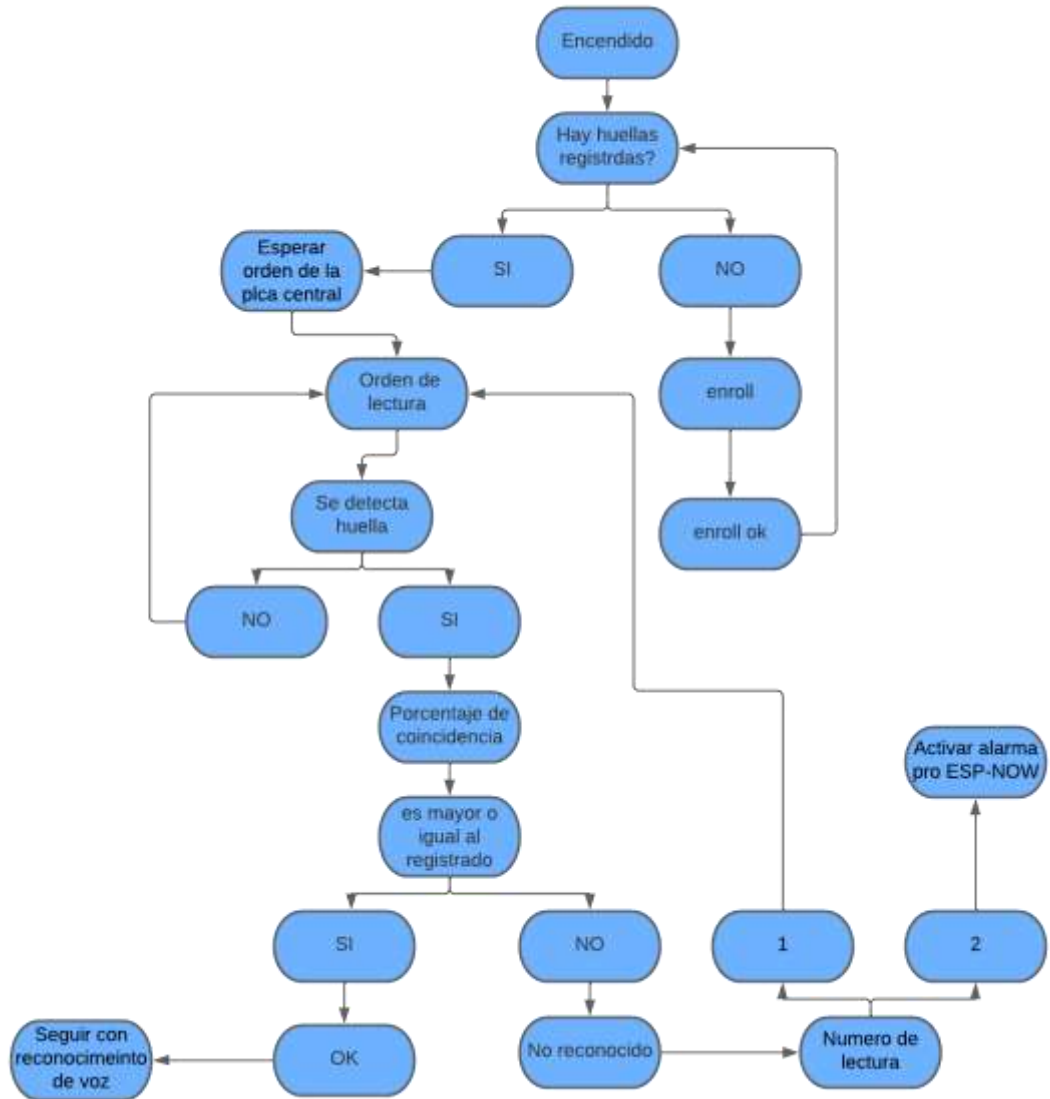 Encendido
Hay huellas
registrdas?
Esperar
orden de la
plca central
SI
NO
Orden de
lectura
enroll
Se detecta
huella
enroll ok
NO
SI
Porcentaje de
coincidencia
Activar alarma
pro ESP-NOW
es mayor o
igual al
registrado
SI
NO
1
2
Seguir con
reconocimeinto
de voz
OK
No reconocido
Numero de
lectura